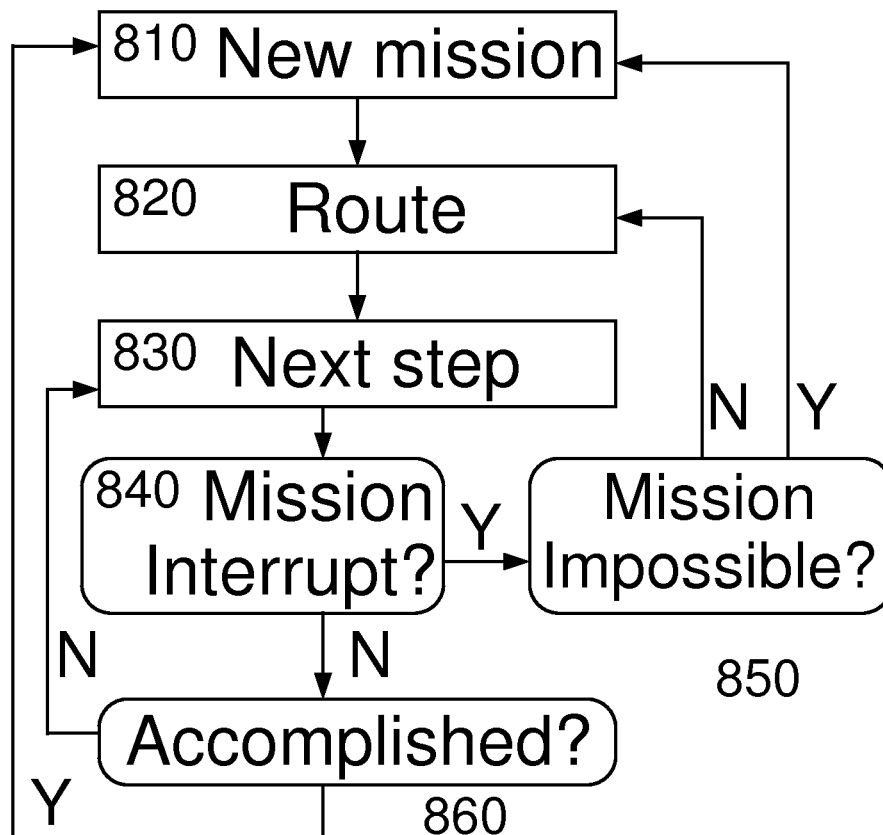 810 New mission
820 Route
830 Next step
N Y
840 Mission
Interrupt?
Y
Mission
Impossible?
N N
850
Accomplished?
Y
860